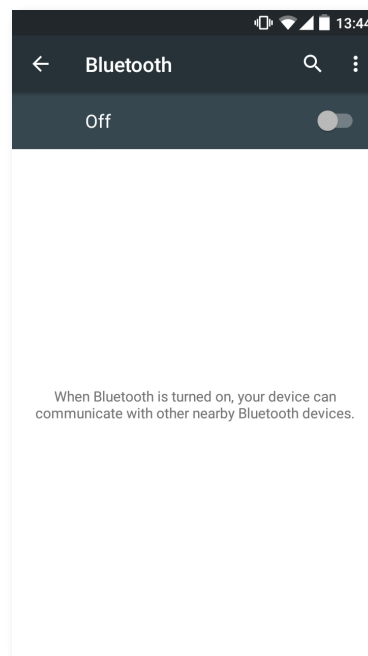 13:44
Bluetooth
Off
When Bluetooth is turned on, your device can
communicate with other nearby Bluetooth devices.